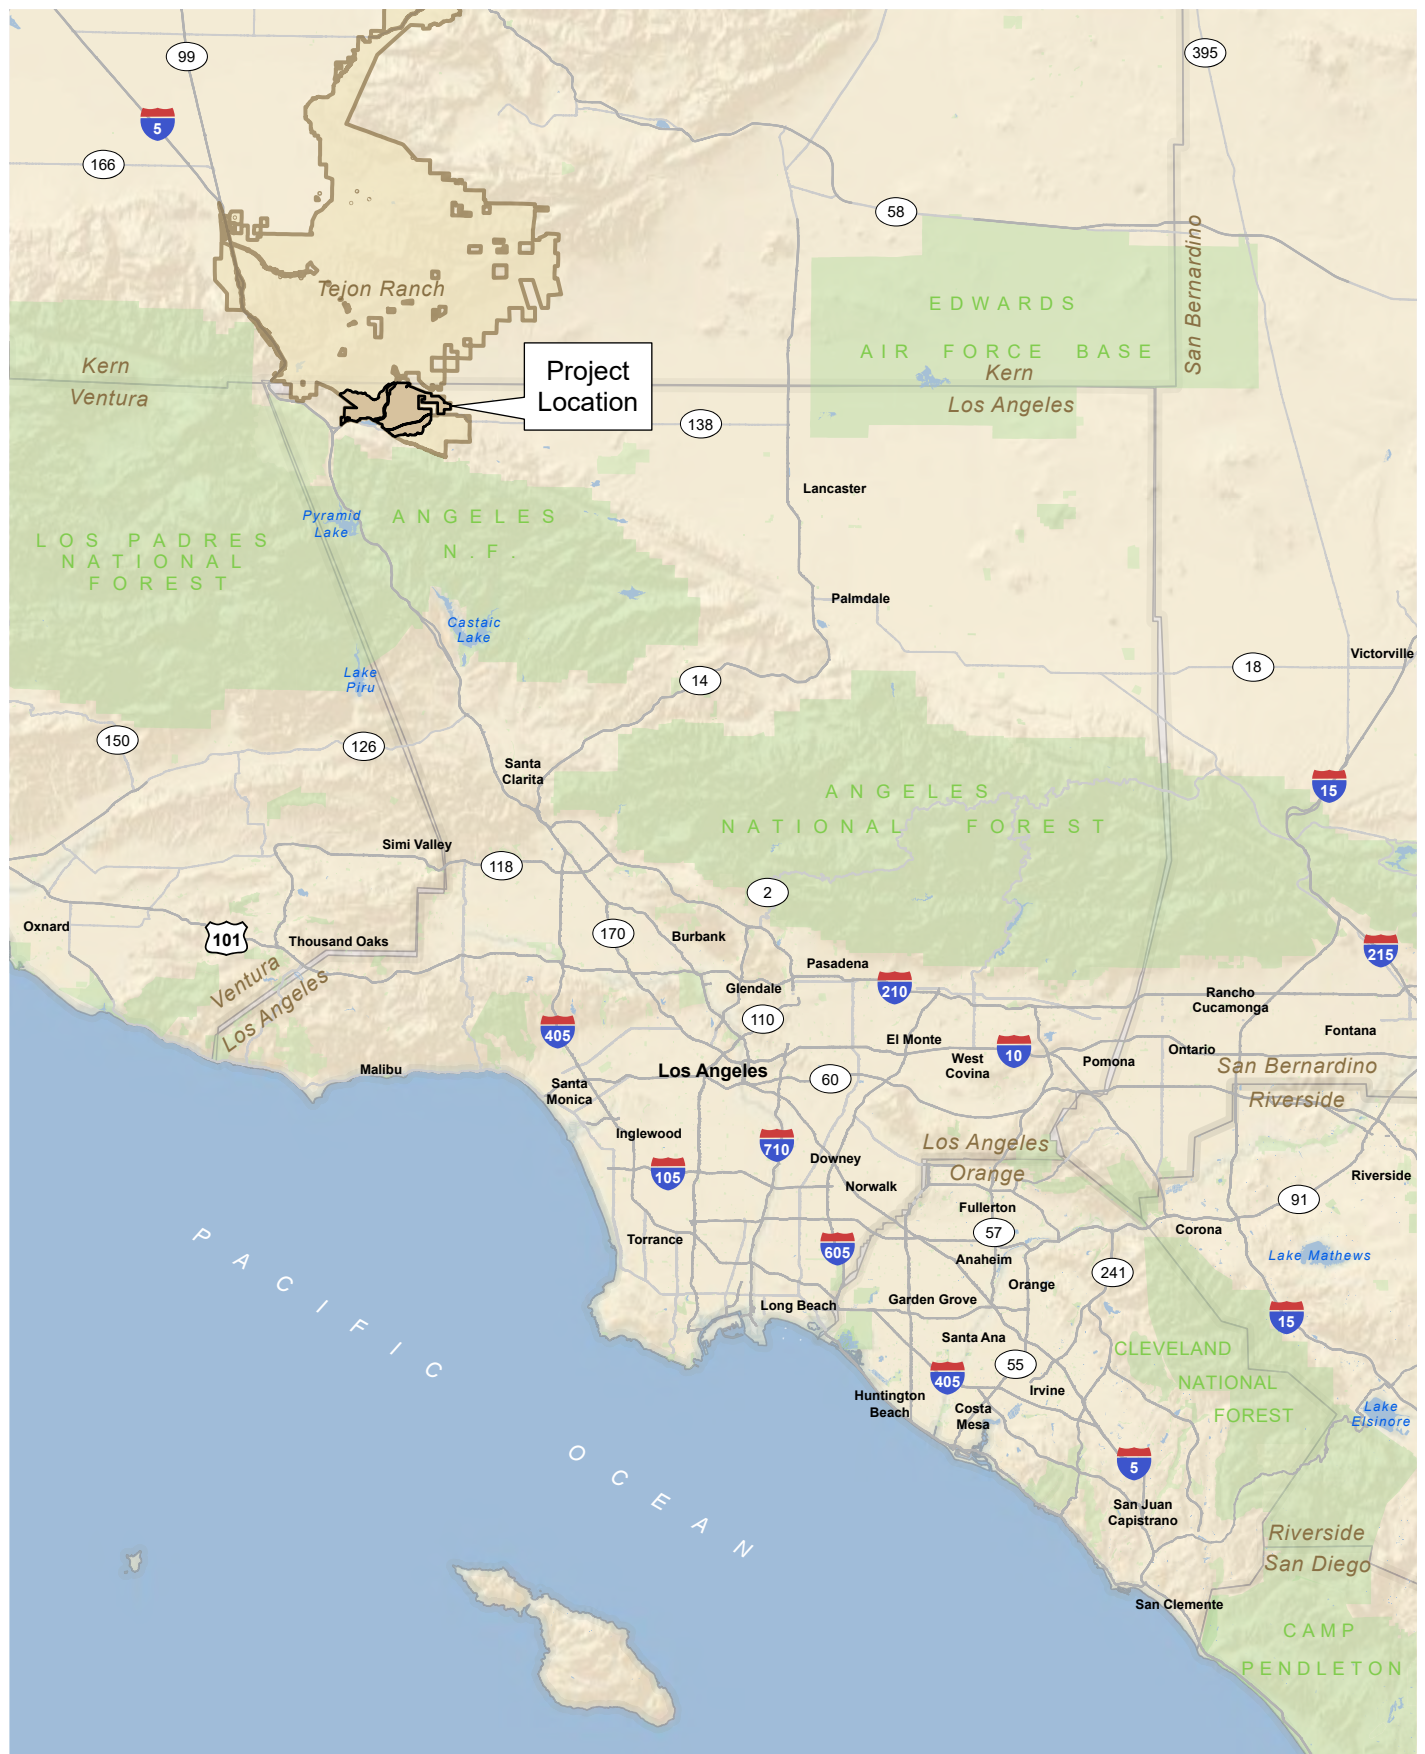 99
395
5
166
58
San Bernardino
Tejon Ranch
EDWARDS
AIR FORCE BASE
Kern
Ventura
Project
Location
Kern
Los Angeles
138
Lancaster
Pyramid
Lake
ANGELES
N.F.
LOS PADRES
NATIONAL
FOREST
Palmdale
Castaic
Lake
Victorville
18
Lake
Piru
14
150
126
Santa
Clarita
15
ANGELES
NATIONAL FOREST
Simi Valley
118
2
Oxnard
101
Thousand Oaks
170
Burbank
215
Pasadena
Ventura
Los Angeles
Glendale
210
Rancho
Cucamonga
110
405
El Monte
Fontana
10
West
Covina
Pomona
Ontario
Malibu
Los Angeles
60
San Bernardino
Riverside
Santa
Monica
Inglewood
710
Los Angeles
Orange
Downey
105
Norwalk
Riverside
91
Fullerton
57
Corona
Torrance
605
Anaheim
Lake Mathews
PACIFIC
241
Orange
Long Beach
Garden Grove
15
Santa Ana
CLEVELAND
NATIONAL
FOREST
55
405
Irvine
Huntington
Beach
Costa
Mesa
Lake
Elsinore
OCEAN
5
San Juan
Capistrano
Riverside
San Diego
San Clemente
CAMP
PENDLETON